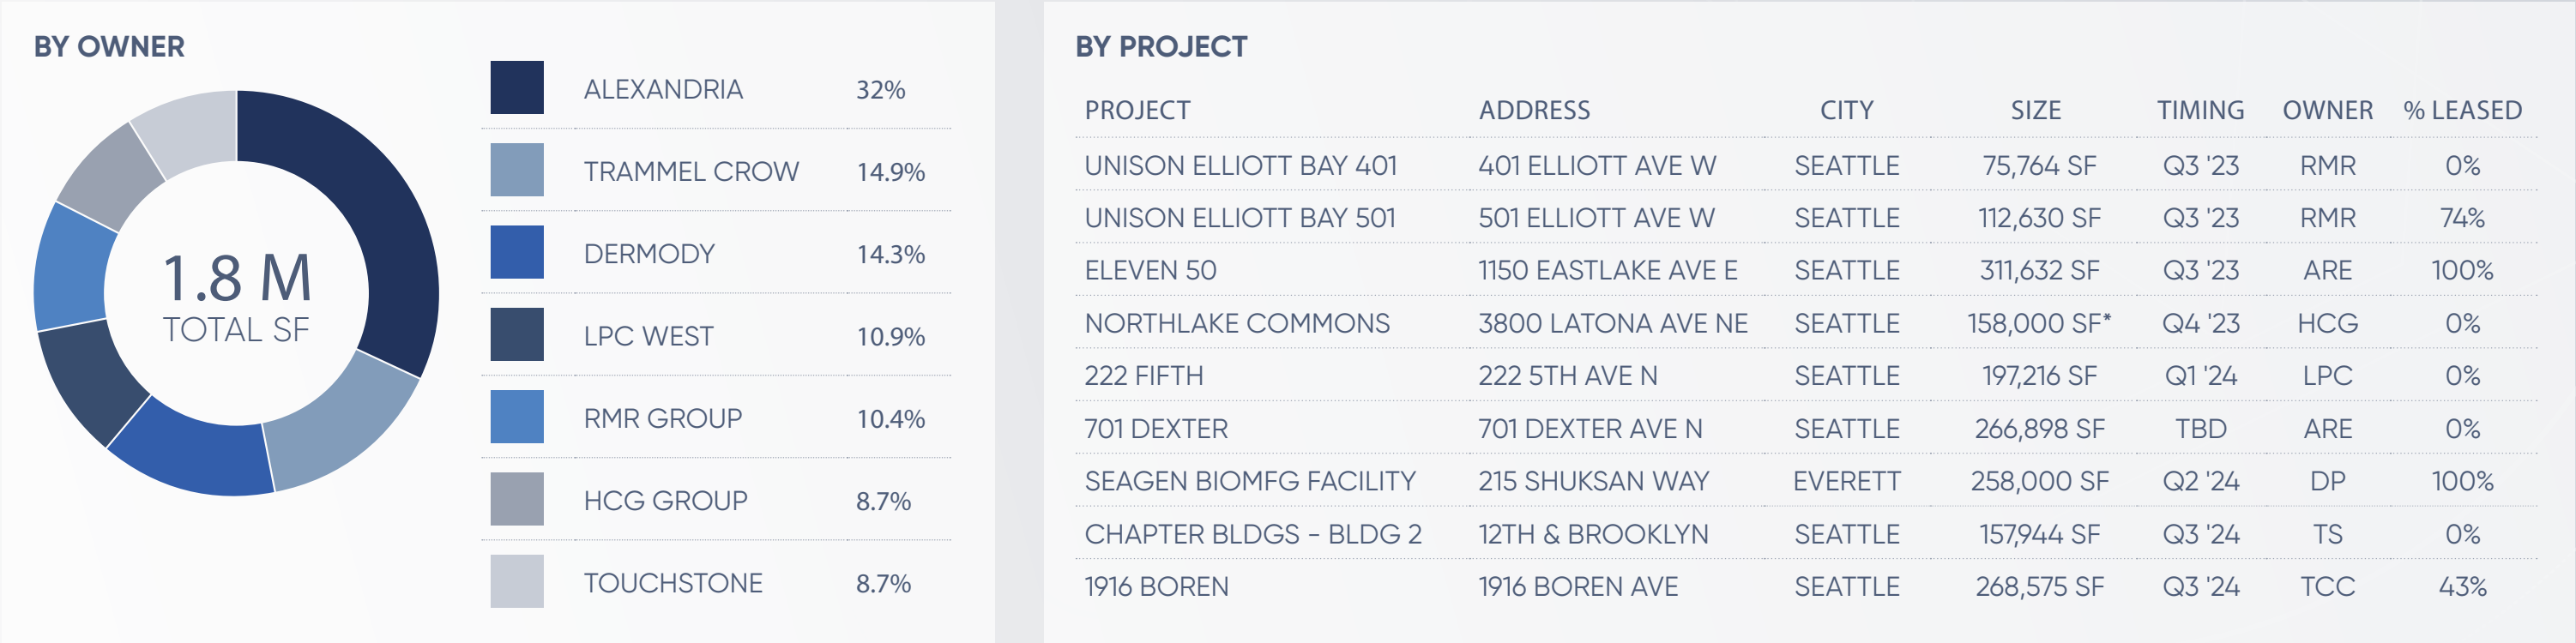 BY OWNER
1.8 M
TOTAL SF
ALEXANDRIA 32%
TRAMMEL CROW 14.9%
DERMODY 14.3%
LPC WEST 10.9%
RMR GROUP 10.4%
HCG GROUP 8.7%
TOUCHSTONE 8.7%
BY PROJECT
PROJECT ADDRESS CITY SIZE TIMING OWNER % LEASED
UNISON ELLIOTT BAY 401 401 ELLIOTT AVE W SEATTLE 75,764 SF Q3 '23 RMR 0%
UNISON ELLIOTT BAY 501 501 ELLIOTT AVE W SEATTLE 112,630 SF Q3 '23 RMR 74%
ELEVEN 50 1150 EASTLAKE AVE E SEATTLE 311,632 SF Q3 '23 ARE 100%
NORTHLAKE COMMONS 3800 LATONA AVE NE SEATTLE 158,000 SF* Q4 '23 HCG 0%
222 FIFTH 222 5TH AVE N SEATTLE 197,216 SF Q1 '24 LPC 0%
701 DEXTER 701 DEXTER AVE N SEATTLE 266,898 SF TBD ARE 0%
SEAGEN BIOMFG FACILITY 215 SHUKSAN WAY EVERETT 258,000 SF Q2 '24 DP 100%
CHAPTER BLDGS - BLDG 2 12TH & BROOKLYN SEATTLE 157,944 SF Q3 '24 TS 0%
1916 BOREN 1916 BOREN AVE SEATTLE 268,575 SF Q3 '24 TCC 43%